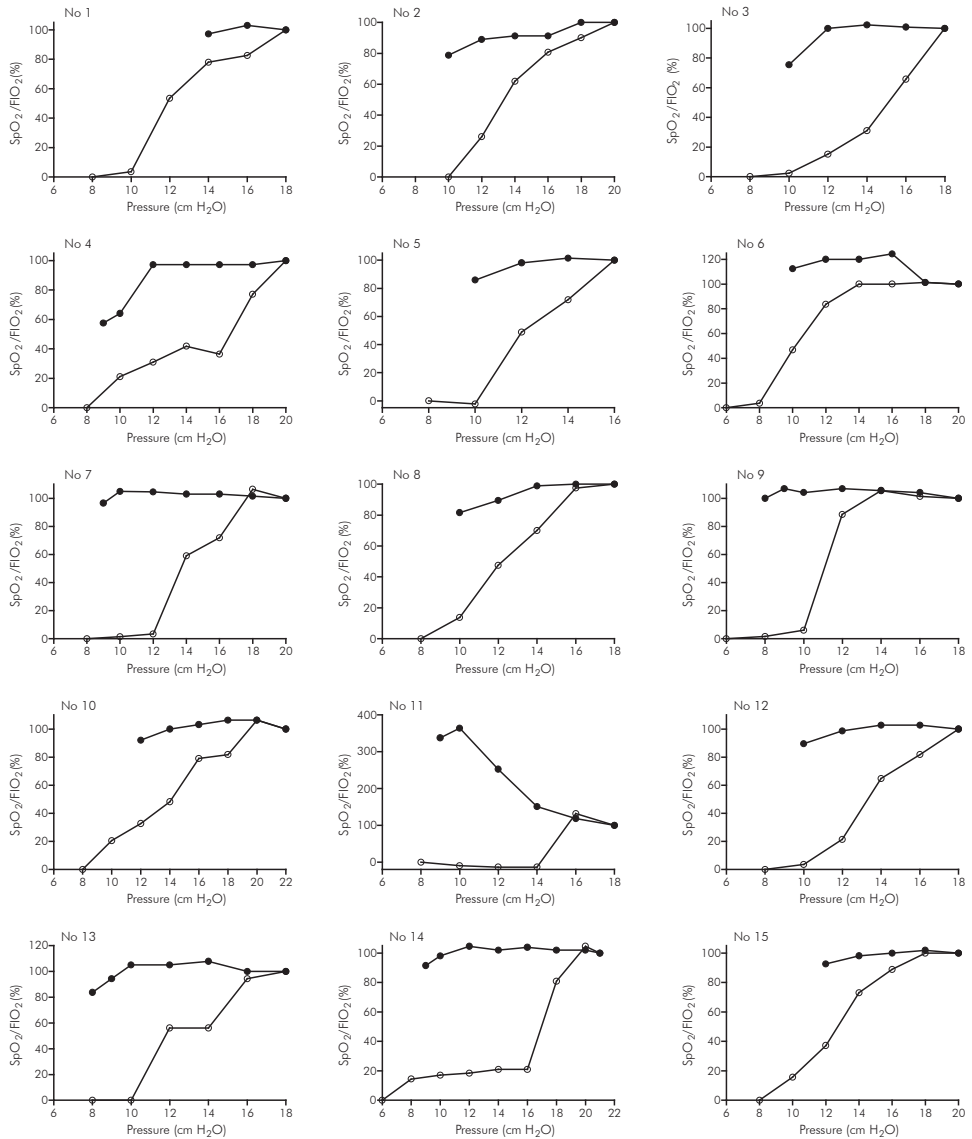 No 1
SpO2/FIO2(%)
100
80
60
40
20
0
6 8 10 12 14 16 18
Pressure (cm H2O)
No 2
SpO2/FIO2(%)
100
80
60
40
20
0
6 8 10 12 14 16 18 20
Pressure (cm H2O)
No 3
SpO2/FIO2 (%)
100
80
60
40
20
0
6 8 10 12 14 16 18
Pressure (cm H2O)
No 4
SpO2/FIO2(%)
100
80
60
40
20
0
6 8 10 12 14 16 18 20
Pressure (cm H2O)
No 5
SpO2/FIO2(%)
100
80
60
40
20
0
6 8 10 12 14 16
Pressure (cm H2O)
No 6
SpO2/FIO2(%)
120
100
80
60
40
20
0
6 8 10 12 14 16 18 20
Pressure (cm H2O)
No 7
SpO2/FIO2(%)
100
80
60
40
20
0
6 8 10 12 14 16 18 20
Pressure (cm H2O)
No 8
SpO2/FIO2(%)
100
80
60
40
20
0
6 8 10 12 14 16 18
Pressure (cm H2O)
No 9
SpO2/FIO2(%)
100
80
60
40
20
0
6 8 10 12 14 16 18
Pressure (cm H2O)
No 10
SpO2/FIO2(%)
100
80
60
40
20
0
6 8 10 12 14 16 18 20 22
Pressure (cm H2O)
No 11
SpO2/FIO2(%)
400
300
200
100
0
6 8 10 12 14 16 18
Pressure (cm H2O)
No 12
SpO2/FIO2(%)
100
80
60
40
20
0
6 8 10 12 14 16 18
Pressure (cm H2O)
No 13
SpO2/FIO2(%)
120
100
80
60
40
20
0
6 8 10 12 14 16 18
Pressure (cm H2O)
No 14
SpO2/FIO2(%)
100
80
60
40
20
0
6 8 10 12 14 16 18 20 22
Pressure (cm H2O)
No 15
SpO2/FIO2(%)
100
80
60
40
20
0
6 8 10 12 14 16 18 20
Pressure (cm H2O)